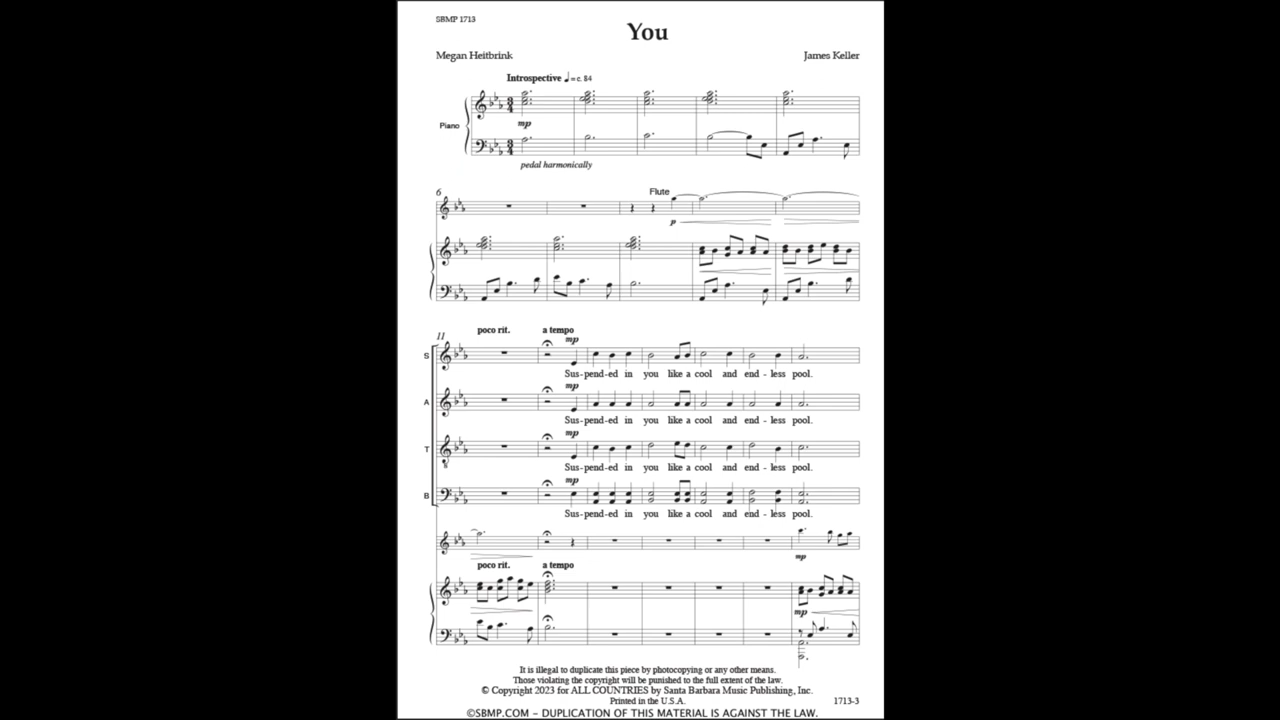 SBMP 1713
You
Megan Heitbrink James Keller
Introspective ♩= c. 84
Piano
mp
pedal harmonically
6
Flute
p
11
poco rit. a tempo
mp
S
Sus-pend-ed in you like a cool and end - less pool.
mp
A
Sus-pend-ed in you like a cool and end - less pool.
mp
T
Sus-pend-ed in you like a cool and end - less pool.
mp
B
Sus-pend-ed in you like a cool and end - less pool.
mp
poco rit. a tempo
mp
It is illegal to duplicate this piece by photocopying or any other means.
Those violating the copyright will be punished to the full extent of the law.
© Copyright 2023 for ALL COUNTRIES by Santa Barbara Music Publishing, Inc.
Printed in the U.S.A. 1713-3
©SBMP.COM – DUPLICATION OF THIS MATERIAL IS AGAINST THE LAW.